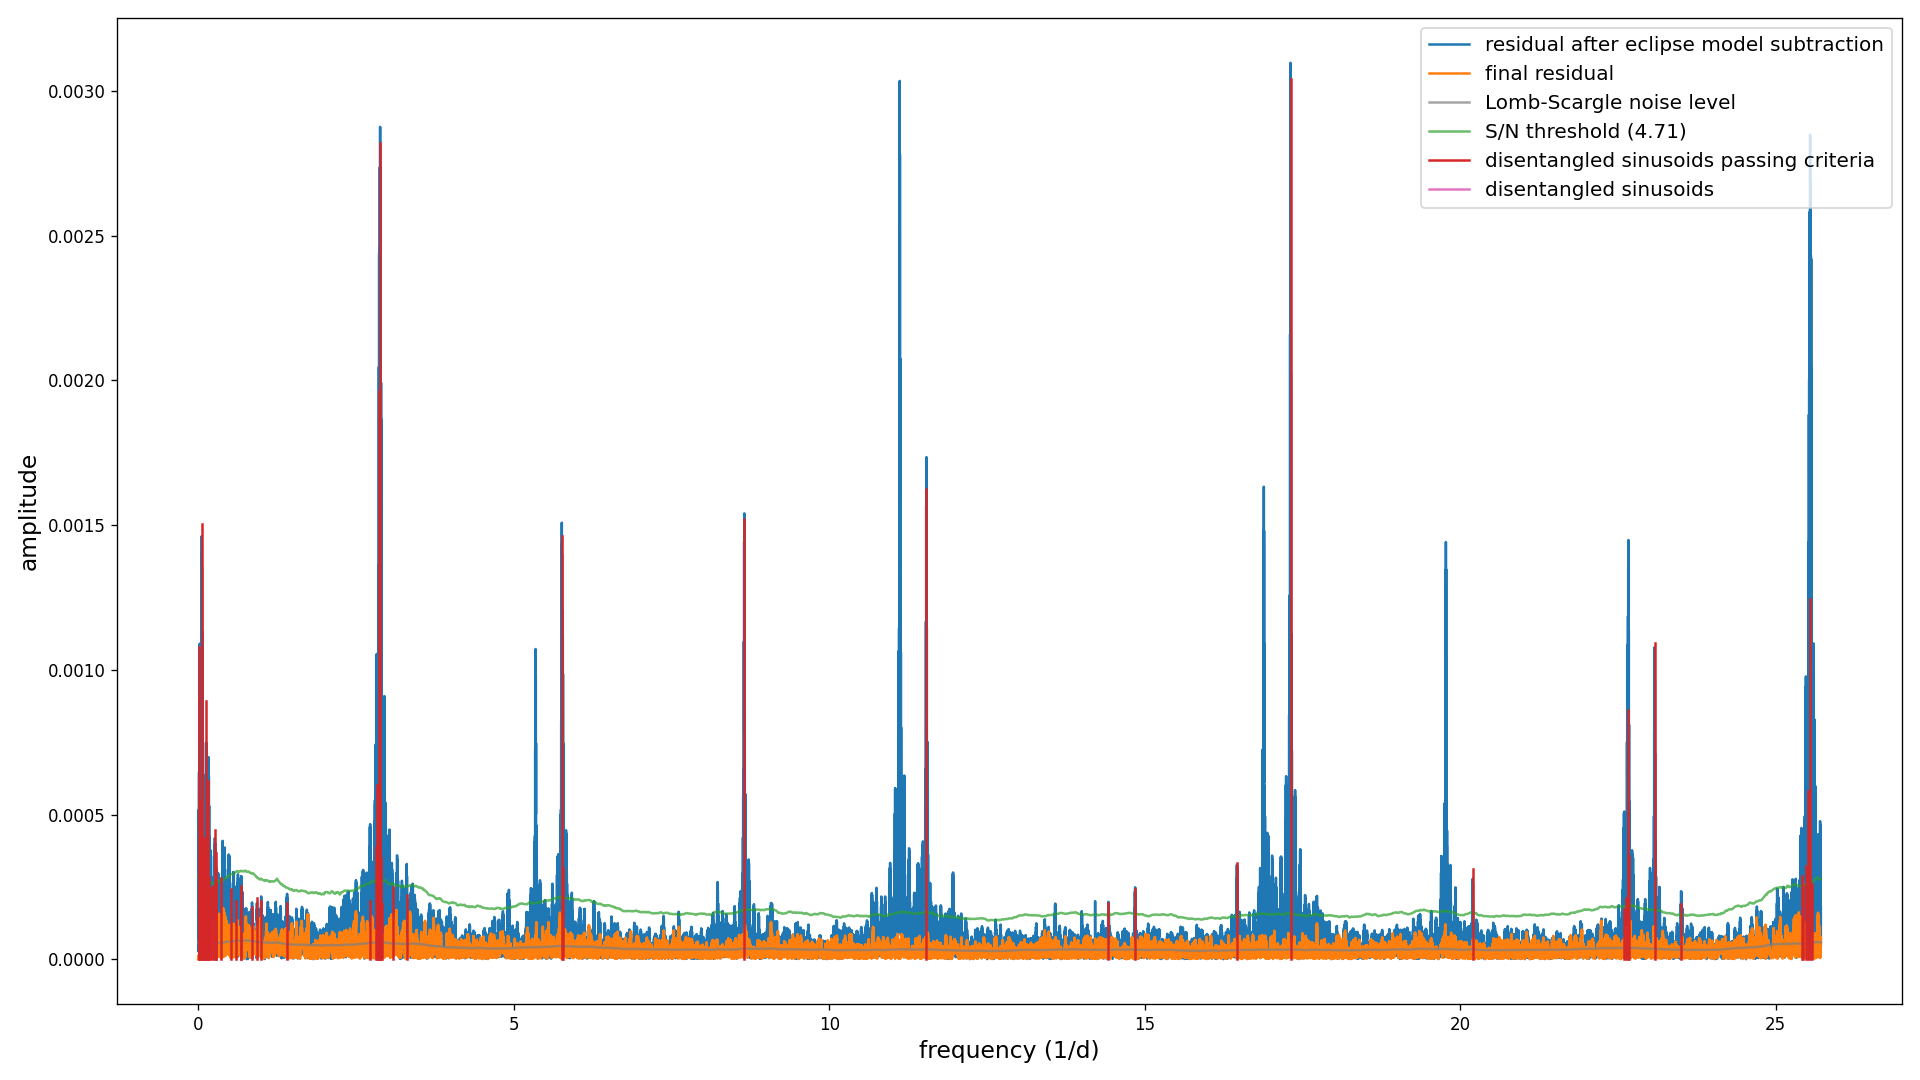 residual after eclipse model subtraction
final residual
Lomb-Scargle noise level
S/N threshold (4.71)
disentangled sinusoids passing criteria
disentangled sinusoids
amplitude
0.0030
0.0025
0.0020
0.0015
0.0010
0.0005
0.0000
0 5 10 15 20 25
frequency (1/d)